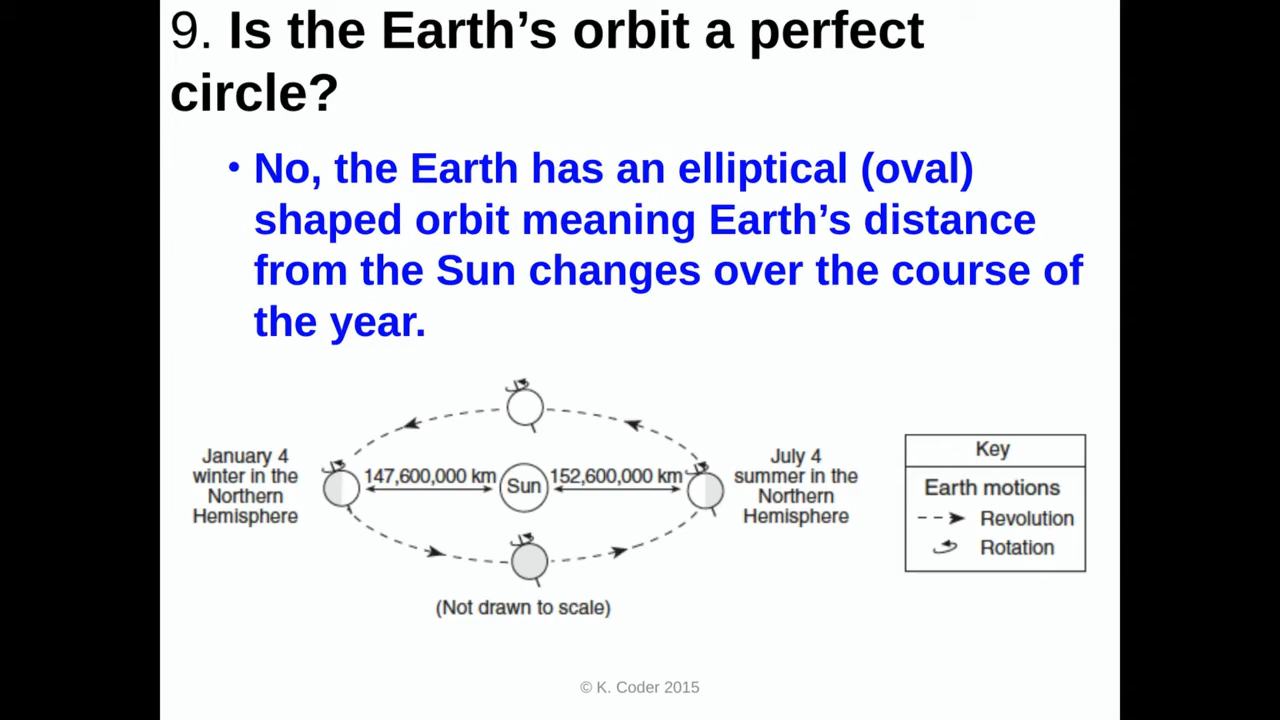 9. Is the Earth’s orbit a perfect
circle?
• No, the Earth has an elliptical (oval)
shaped orbit meaning Earth’s distance
from the Sun changes over the course of
the year.
January 4
winter in the
Northern
Hemisphere
147,600,000 km
Sun
152,600,000 km
July 4
summer in the
Northern
Hemisphere
(Not drawn to scale)
Key
Earth motions
Revolution
Rotation
© K. Coder 2015